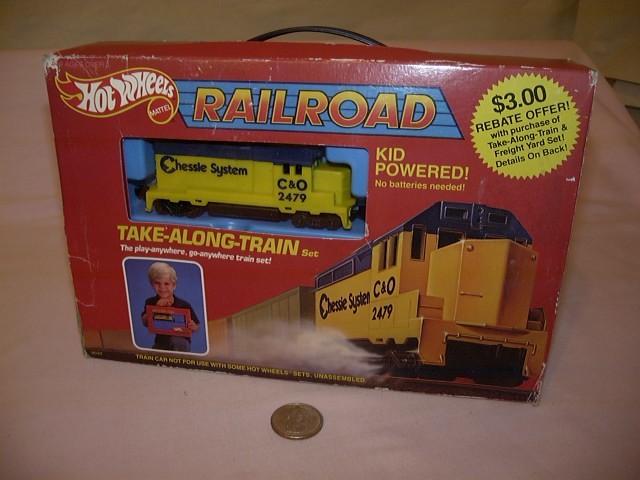 HOT WHEELS
MATTEL
RAILROAD
$3.00
REBATE OFFER!
with purchase of
Take-Along-Train &
Freight Yard Set!
Details On Back!
KID
POWERED!
No batteries needed!
Chessie System
C&O
2479
TAKE-ALONG-TRAIN Set
The play-anywhere, go-anywhere train set!
Chessie System
C&O
2479
TRAIN CAR NOT FOR USE WITH SOME HOT WHEELS SETS. UNASSEMBLED.